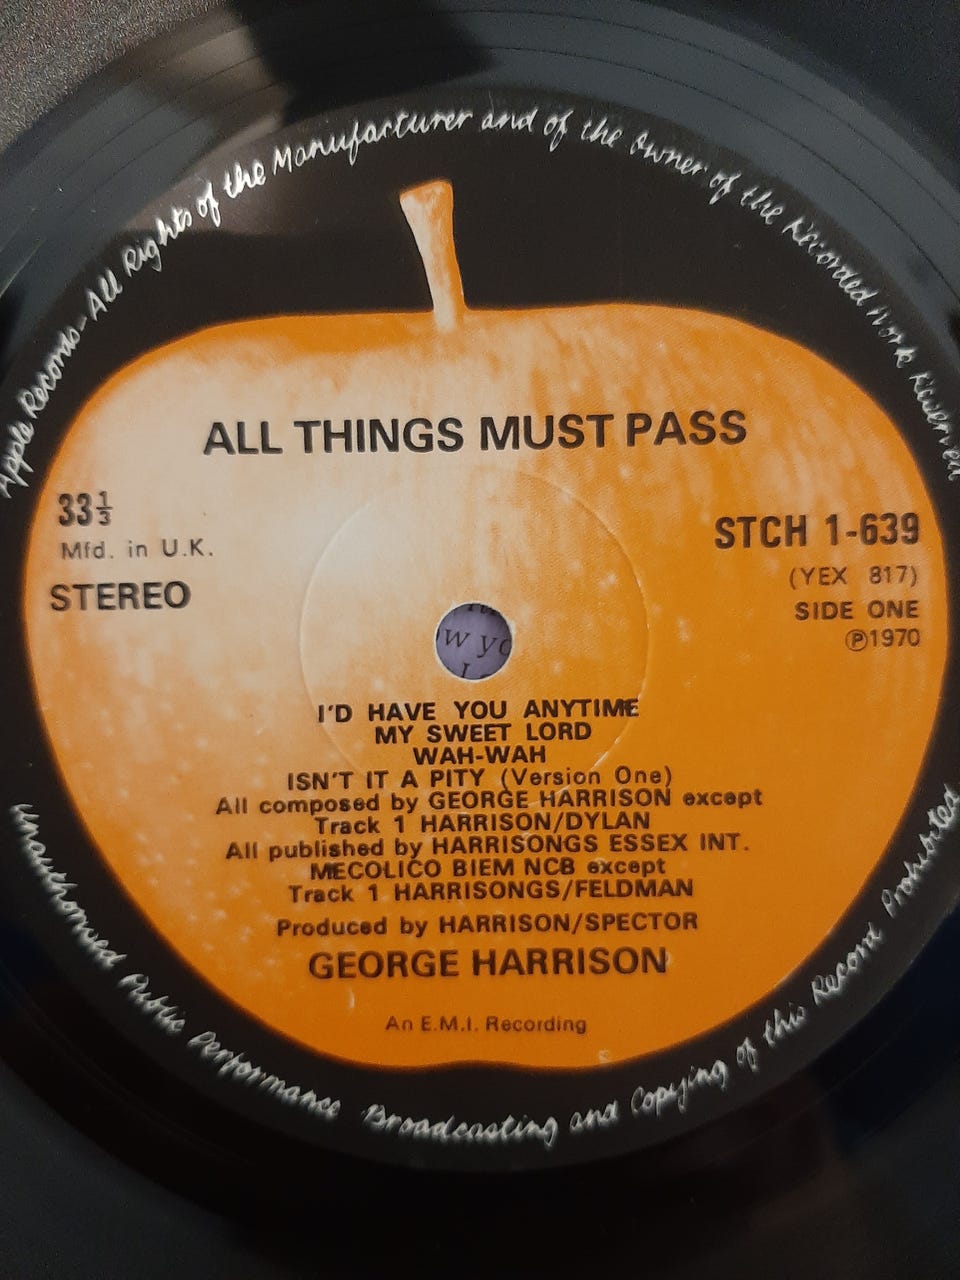 Apple Records - All Rights of the Manufacturer and of the Owner of the Recorded Work Reserved
ALL THINGS MUST PASS
33⅓
Mfd. in U.K.
STEREO
STCH 1-639
(YEX 817)
SIDE ONE
℗1970
w yo
I'D HAVE YOU ANYTIME
MY SWEET LORD
WAH-WAH
ISN'T IT A PITY (Version One)
All composed by GEORGE HARRISON except
Track 1 HARRISON/DYLAN
All published by HARRISONGS ESSEX INT.
MECOLICO BIEM NCB except
Track 1 HARRISONGS/FELDMAN
Produced by HARRISON/SPECTOR
GEORGE HARRISON
An E.M.I. Recording
Unauthorised Public Performance Broadcasting and Copying of this Record Prohibited